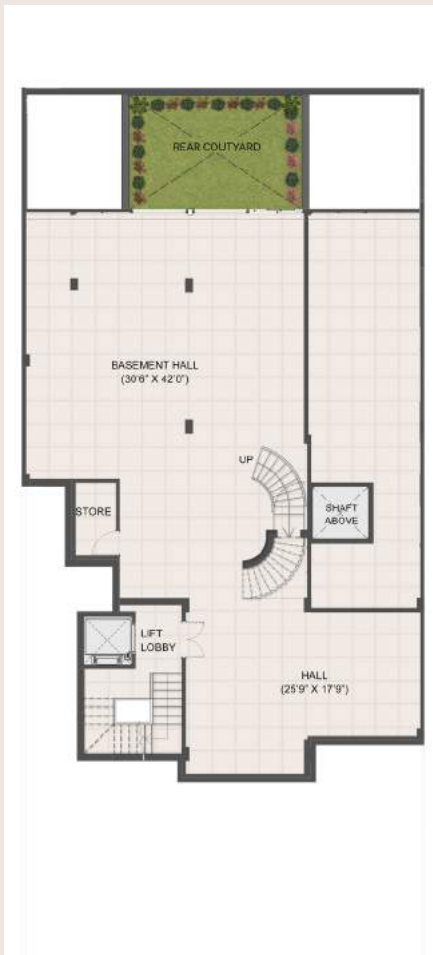 REAR COUTYARD
BASEMENT HALL
(30'6" X 42'0")
UP
STORE
SHAFT
ABOVE
LIFT
LOBBY
HALL
(25'9" X 17'9")